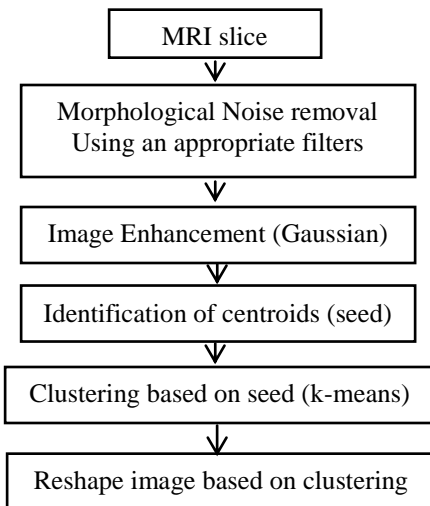 MRI slice
Morphological Noise removal
Using an appropriate filters
Image Enhancement (Gaussian)
Identification of centroids (seed)
Clustering based on seed (k-means)
Reshape image based on clustering